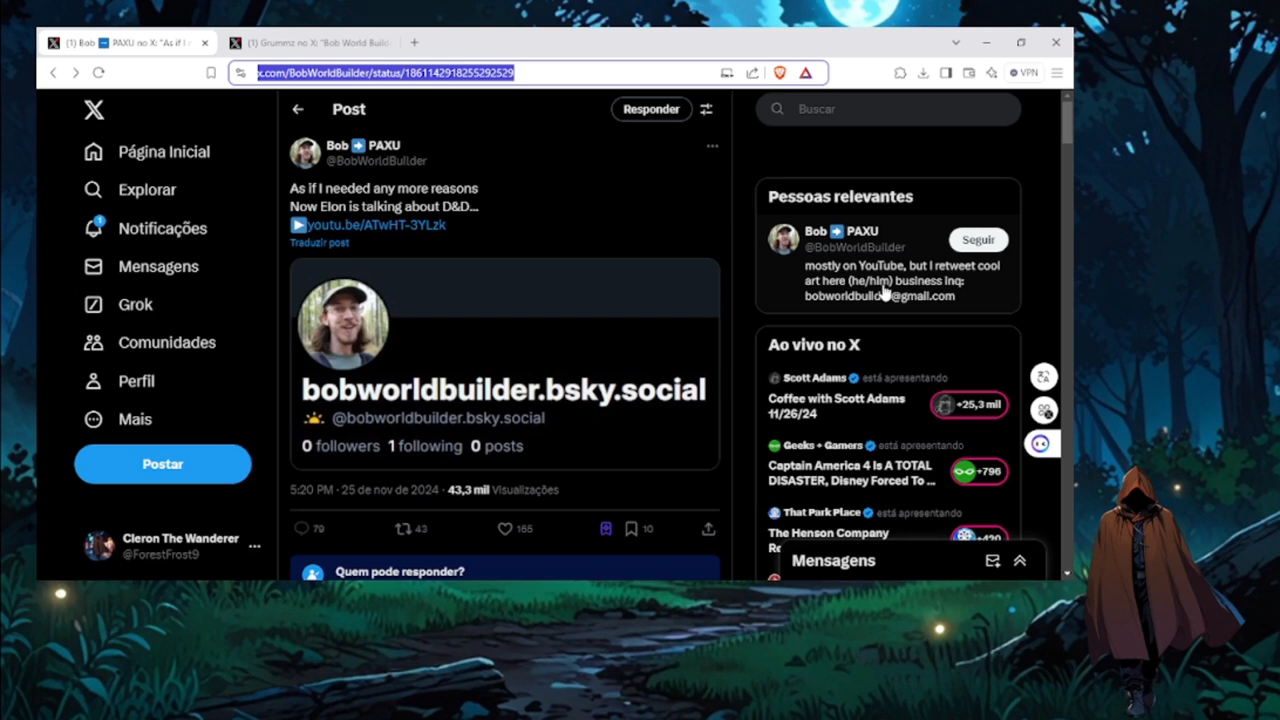 (1) Bob ➡ PAXU no X: "As if I
(1) Grummz no X: "Bob World Build
x.com/BobWorldBuilder/status/1861142918255292529
VPN
Post
Responder
Buscar
Página Inicial
Explorar
1
Notificações
Mensagens
Grok
Comunidades
Perfil
Mais
Postar
Cleron The Wanderer
@ForestFrost9
Bob ➡ PAXU
@BobWorldBuilder
As if I needed any more reasons
Now Elon is talking about D&D...
▶youtu.be/ATwHT-3YLzk
Traduzir post
bobworldbuilder.bsky.social
@bobworldbuilder.bsky.social
0 followers 1 following 0 posts
5:20 PM · 25 de nov de 2024 · 43,3 mil Visualizações
79
43
165
10
Quem pode responder?
Pessoas relevantes
Bob ➡ PAXU
@BobWorldBuilder
Seguir
mostly on YouTube, but I retweet cool
art here (he/him) business inq:
bobworldbuilder@gmail.com
Ao vivo no X
Scott Adams está apresentando
Coffee with Scott Adams
11/26/24
+25,3 mil
Geeks + Gamers está apresentando
Captain America 4 Is A TOTAL
DISASTER, Disney Forced To ...
+796
That Park Place está apresentando
The Henson Company
+420
Mensagens